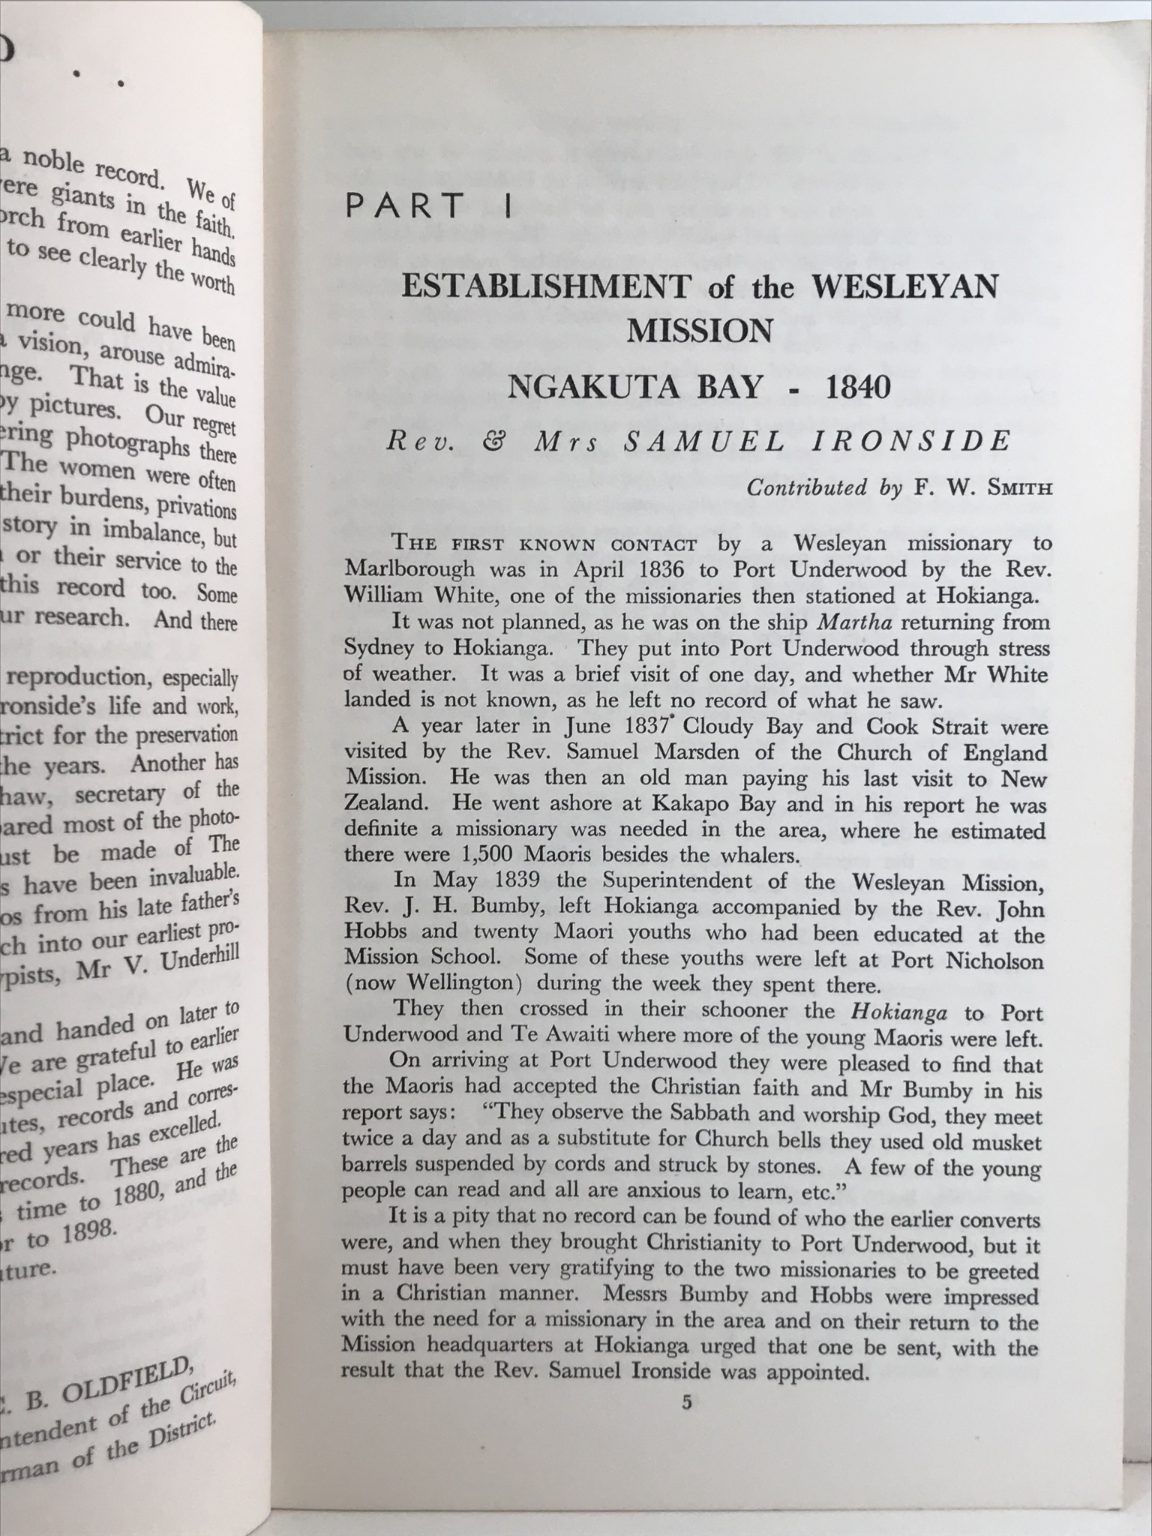 a noble record. We of
ere giants in the faith.
orch from earlier hands
to see clearly the worth
more could have been
vision, arouse admira-
nge. That is the value
by pictures. Our regret
ering photographs there
The women were often
their burdens, privations
story in imbalance, but
or their service to the
this record too. Some
ur research. And there
reproduction, especially
ronside's life and work,
trict for the preservation
he years. Another has
haw, secretary of the
ared most of the photo-
ust be made of The
s have been invaluable.
os from his late father's
ch into our earliest pro-
pists, Mr V. Underhill
and handed on later to
We are grateful to earlier
especial place. He was
utes, records and corres-
red years has excelled.
records. These are the
time to 1880, and the
or to 1898.
uture.
. B. OLDFIELD,
ntendent of the Circuit,
rman of the District.
PART I
ESTABLISHMENT of the WESLEYAN
MISSION
NGAKUTA BAY - 1840
Rev. & Mrs SAMUEL IRONSIDE
Contributed by F. W. SMITH
THE FIRST KNOWN CONTACT by a Wesleyan missionary to
Marlborough was in April 1836 to Port Underwood by the Rev.
William White, one of the missionaries then stationed at Hokianga.
It was not planned, as he was on the ship Martha returning from
Sydney to Hokianga. They put into Port Underwood through stress
of weather. It was a brief visit of one day, and whether Mr White
landed is not known, as he left no record of what he saw.
A year later in June 1837 Cloudy Bay and Cook Strait were
visited by the Rev. Samuel Marsden of the Church of England
Mission. He was then an old man paying his last visit to New
Zealand. He went ashore at Kakapo Bay and in his report he was
definite a missionary was needed in the area, where he estimated
there were 1,500 Maoris besides the whalers.
In May 1839 the Superintendent of the Wesleyan Mission,
Rev. J. H. Bumby, left Hokianga accompanied by the Rev. John
Hobbs and twenty Maori youths who had been educated at the
Mission School. Some of these youths were left at Port Nicholson
(now Wellington) during the week they spent there.
They then crossed in their schooner the Hokianga to Port
Underwood and Te Awaiti where more of the young Maoris were left.
On arriving at Port Underwood they were pleased to find that
the Maoris had accepted the Christian faith and Mr Bumby in his
report says: “They observe the Sabbath and worship God, they meet
twice a day and as a substitute for Church bells they used old musket
barrels suspended by cords and struck by stones. A few of the young
people can read and all are anxious to learn, etc.”
It is a pity that no record can be found of who the earlier converts
were, and when they brought Christianity to Port Underwood, but it
must have been very gratifying to the two missionaries to be greeted
in a Christian manner. Messrs Bumby and Hobbs were impressed
with the need for a missionary in the area and on their return to the
Mission headquarters at Hokianga urged that one be sent, with the
result that the Rev. Samuel Ironside was appointed.
5